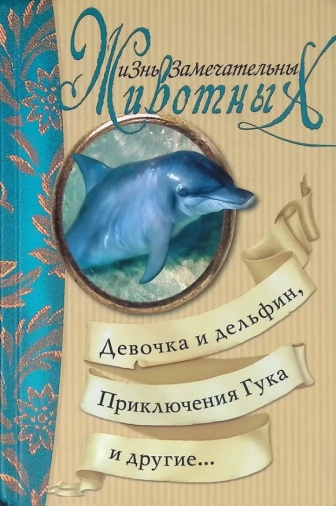 Жизнь Замечательных
Животных
Девочка и дельфин,
Приключения Гука
и другие...